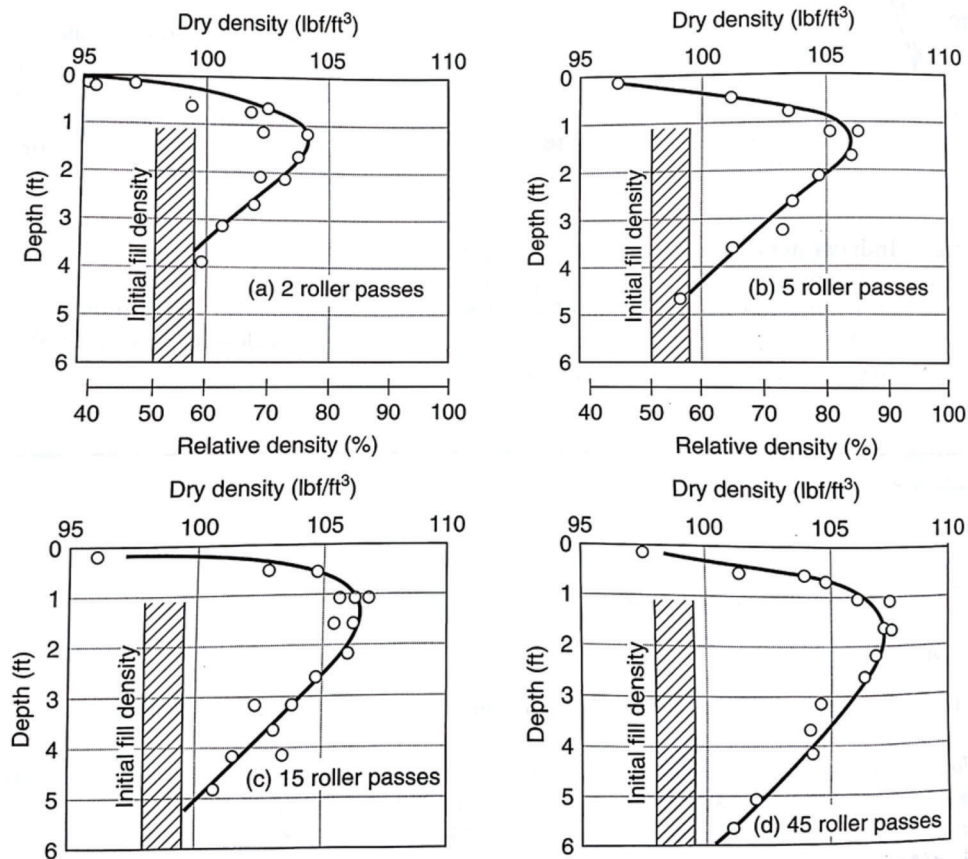 Dry density (lbf/ft³)
95 100 105 110
0
1
2
3
4
5
6
Depth (ft)
Initial fill density
(a) 2 roller passes
40 50 60 70 80 90 100
Relative density (%)
Dry density (lbf/ft³)
95 100 105 110
0
1
2
3
4
5
6
Depth (ft)
Initial fill density
(b) 5 roller passes
40 50 60 70 80 90 100
Relative density (%)
Dry density (lbf/ft³)
95 100 105 110
0
1
2
3
4
5
6
Depth (ft)
Initial fill density
(c) 15 roller passes
Dry density (lbf/ft³)
95 100 105 110
0
1
2
3
4
5
6
Depth (ft)
Initial fill density
(d) 45 roller passes